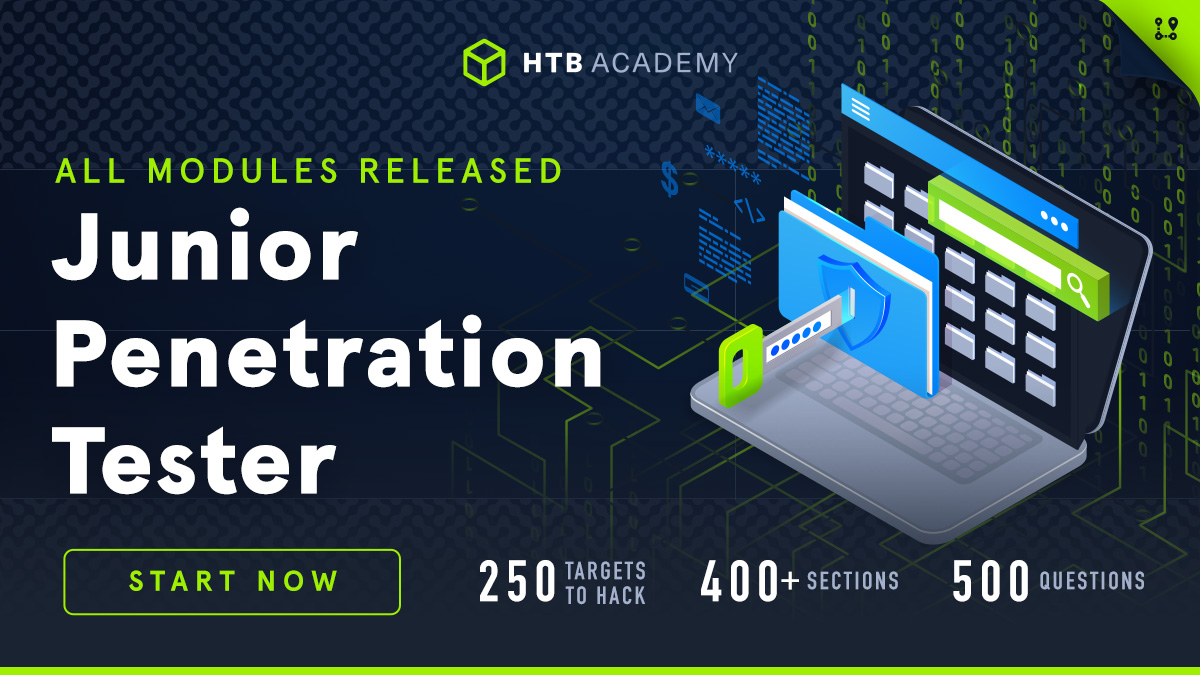 HTB ACADEMY
ALL MODULES RELEASED
Junior
Penetration
Tester
START NOW
250 TARGETS
TO HACK
400+ SECTIONS
500 QUESTIONS